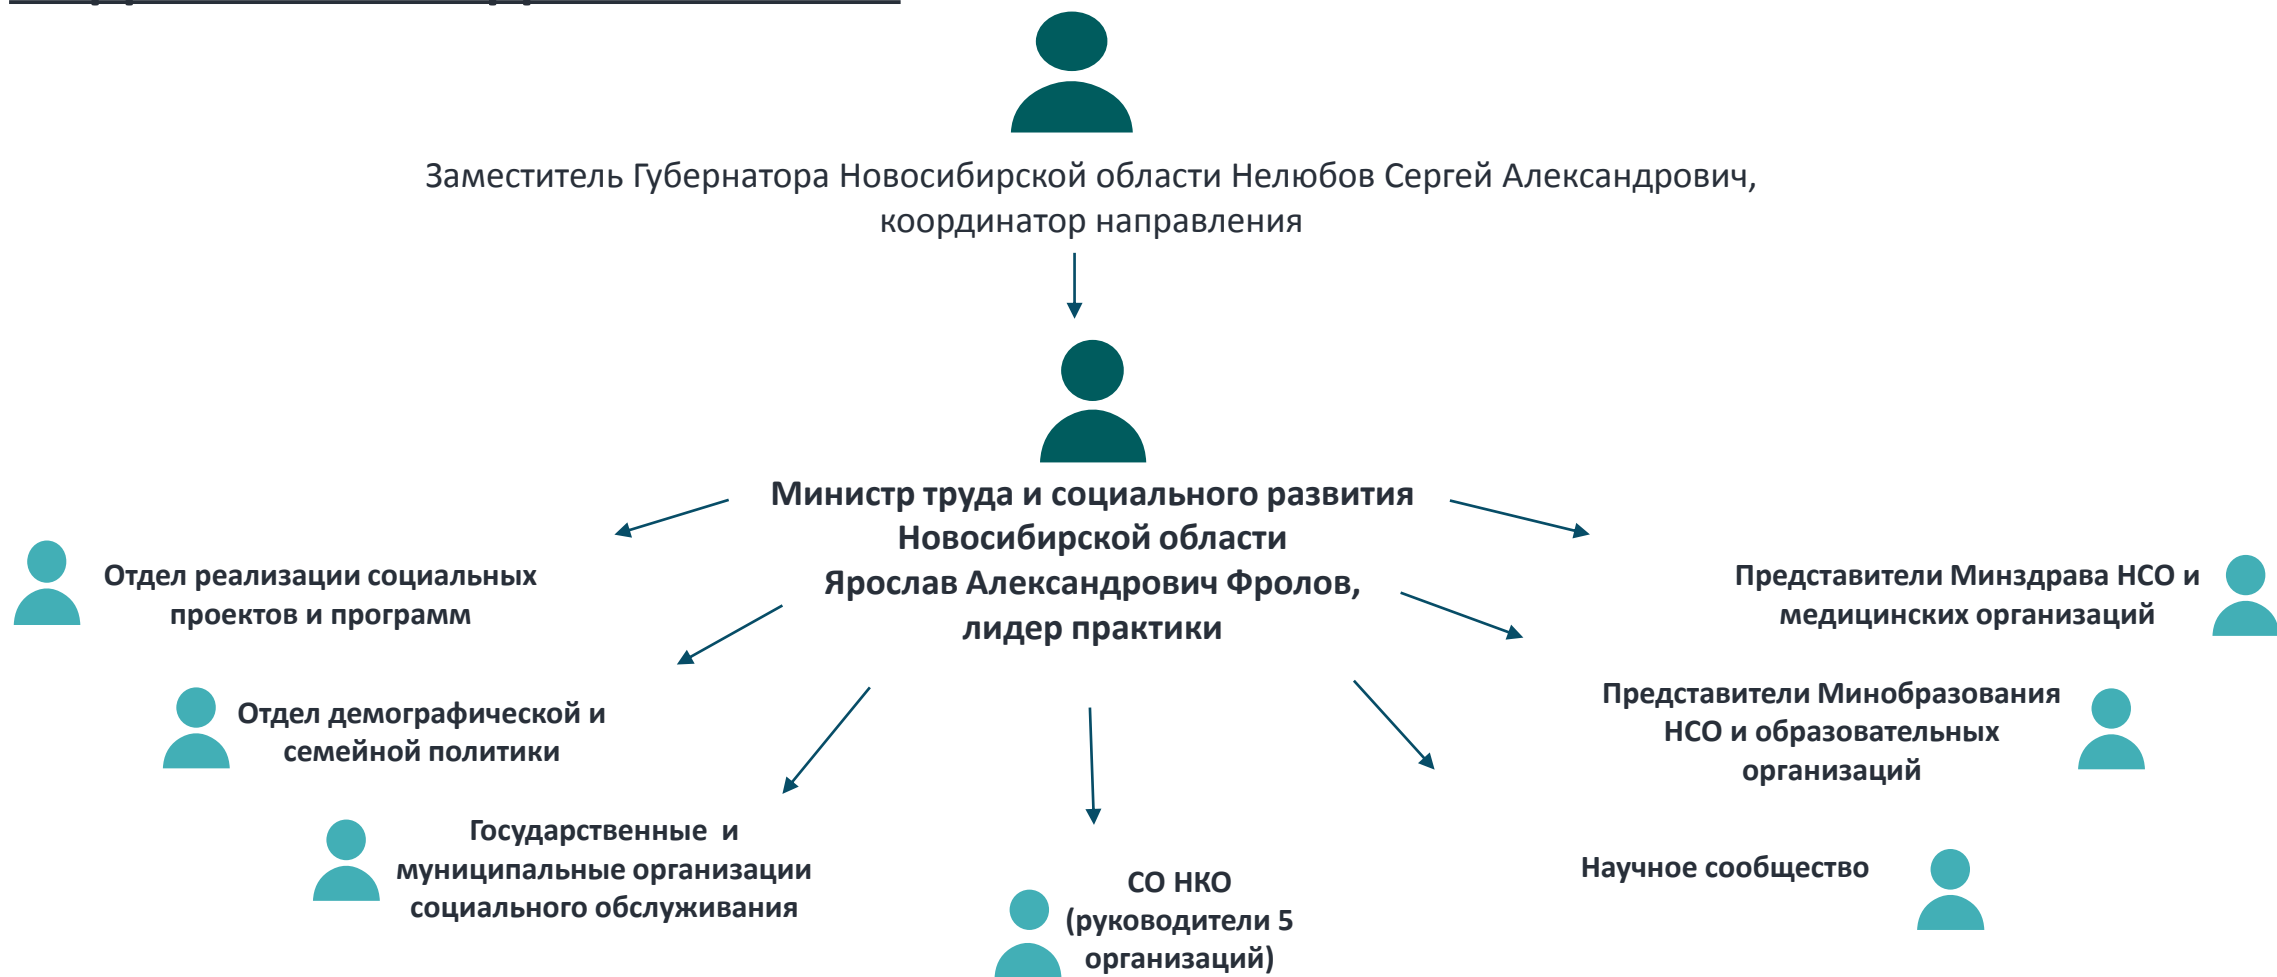 Заместитель Губернатора Новосибирской области Нелюбов Сергей Александрович,
координатор направления
Министр труда и социального развития
Новосибирской области
Ярослав Александрович Фролов,
лидер практики
Отдел реализации социальных
проектов и программ
Представители Минздрава НСО и
медицинских организаций
Отдел демографической и
семейной политики
Представители Минобразования
НСО и образовательных
организаций
Государственные и
муниципальные организации
социального обслуживания
СО НКО
(руководители 5
организаций)
Научное сообщество